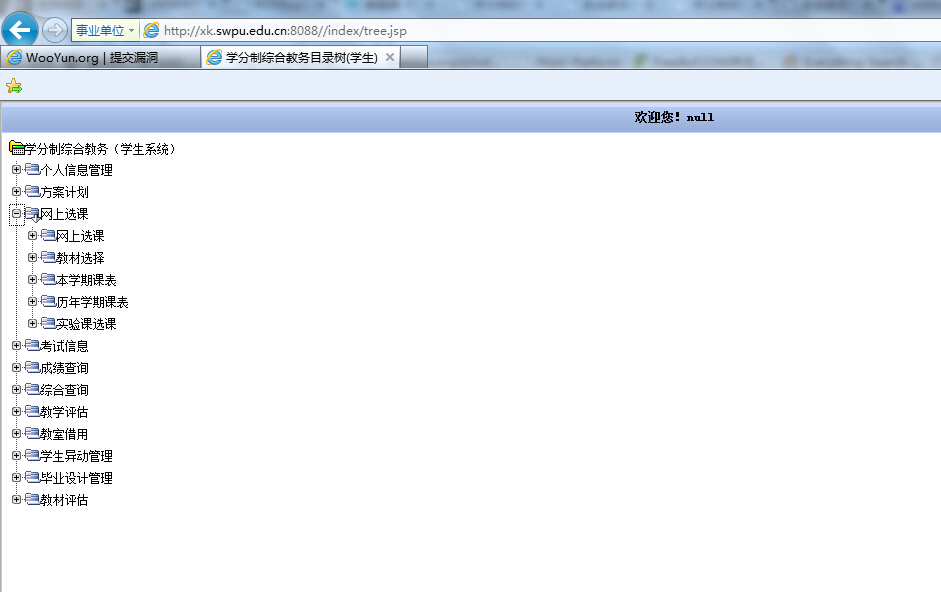 事业单位 http://xk.swpu.edu.cn:8088//index/tree.jsp
WooYun.org | 提交漏洞 学分制综合教务目录树(学生)
欢迎您！null
学分制综合教务（学生系统）
个人信息管理
方案计划
网上选课
网上选课
教材选择
本学期课表
历年学期课表
实验课选课
考试信息
成绩查询
综合查询
教学评估
教室借用
学生异动管理
毕业设计管理
教材评估